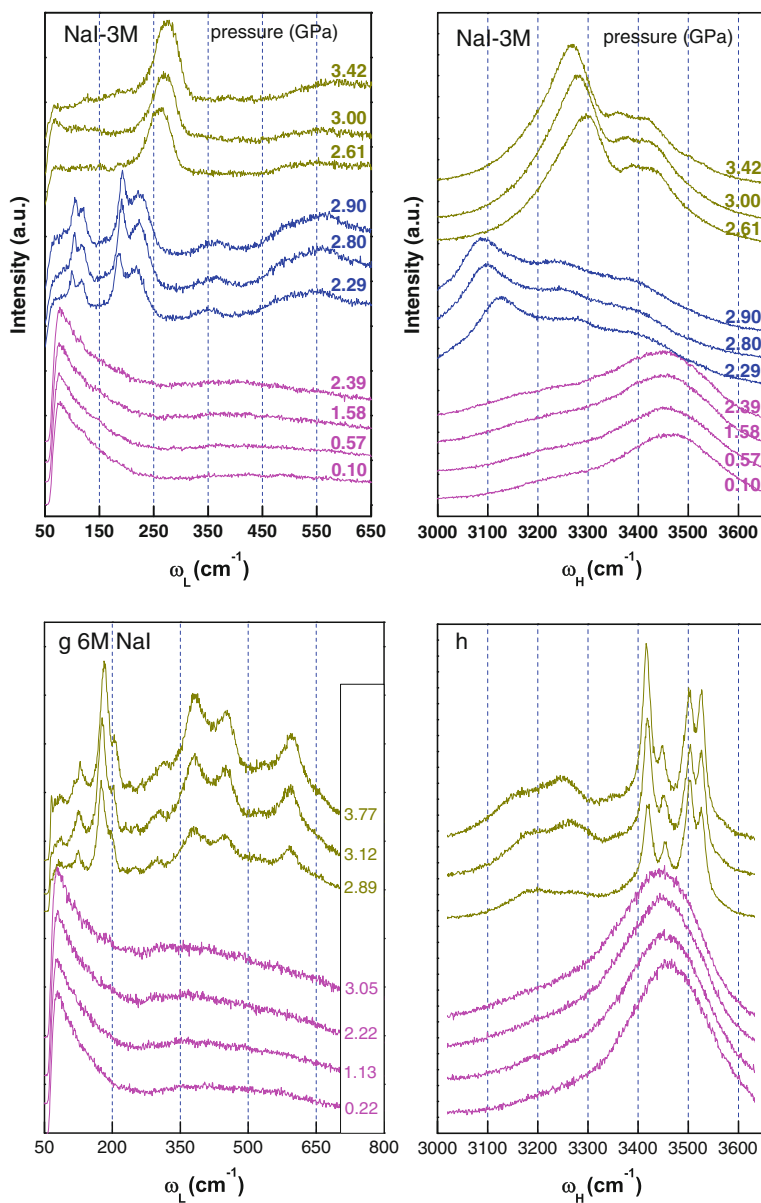 NaI-3M
pressure (GPa)
3.42
3.00
2.61
2.90
2.80
2.29
2.39
1.58
0.57
0.10
Intensity (a.u.)
50 150 250 350 450 550 650
ω_L (cm⁻¹)
NaI-3M
pressure (GPa)
3.42
3.00
2.61
2.90
2.80
2.29
2.39
1.58
0.57
0.10
Intensity (a.u.)
3000 3100 3200 3300 3400 3500 3600
ω_H (cm⁻¹)
g 6M NaI
3.77
3.12
2.89
3.05
2.22
1.13
0.22
50 200 350 500 650 800
ω_L (cm⁻¹)
h
3000 3100 3200 3300 3400 3500 3600
ω_H (cm⁻¹)